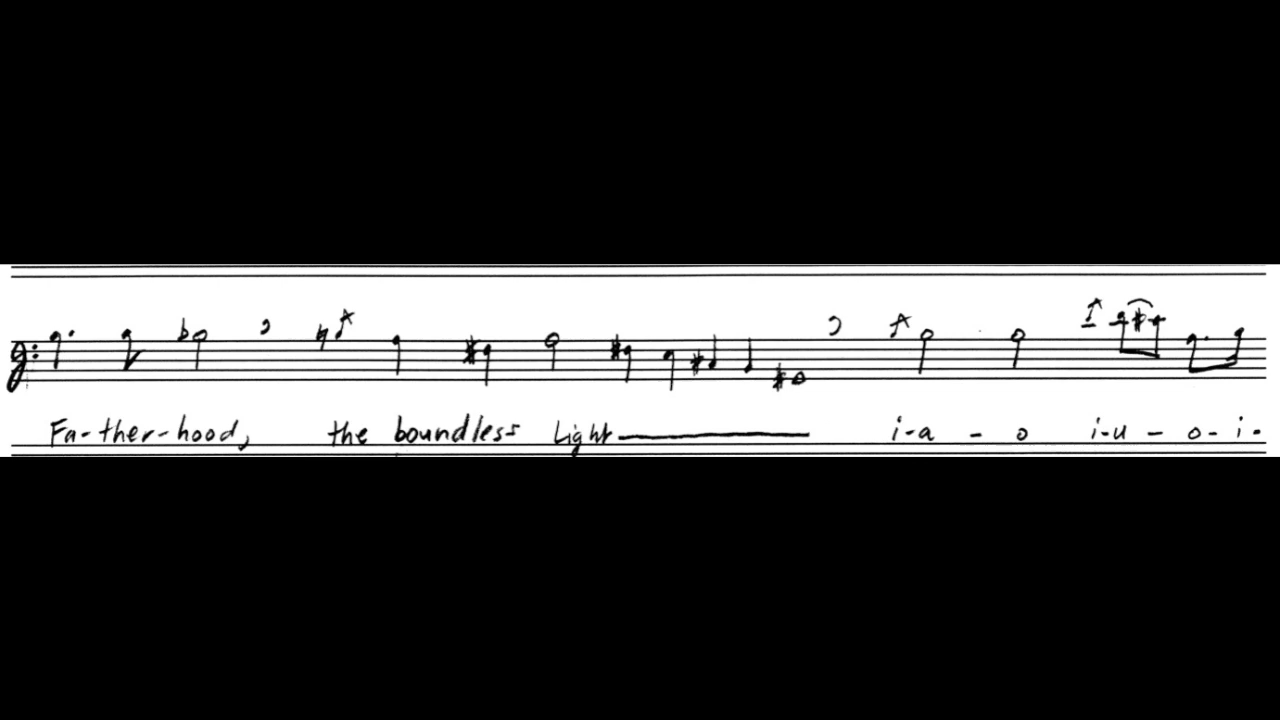 Fa-ther-hood, the boundless Light i-a - o i-u - o-i-